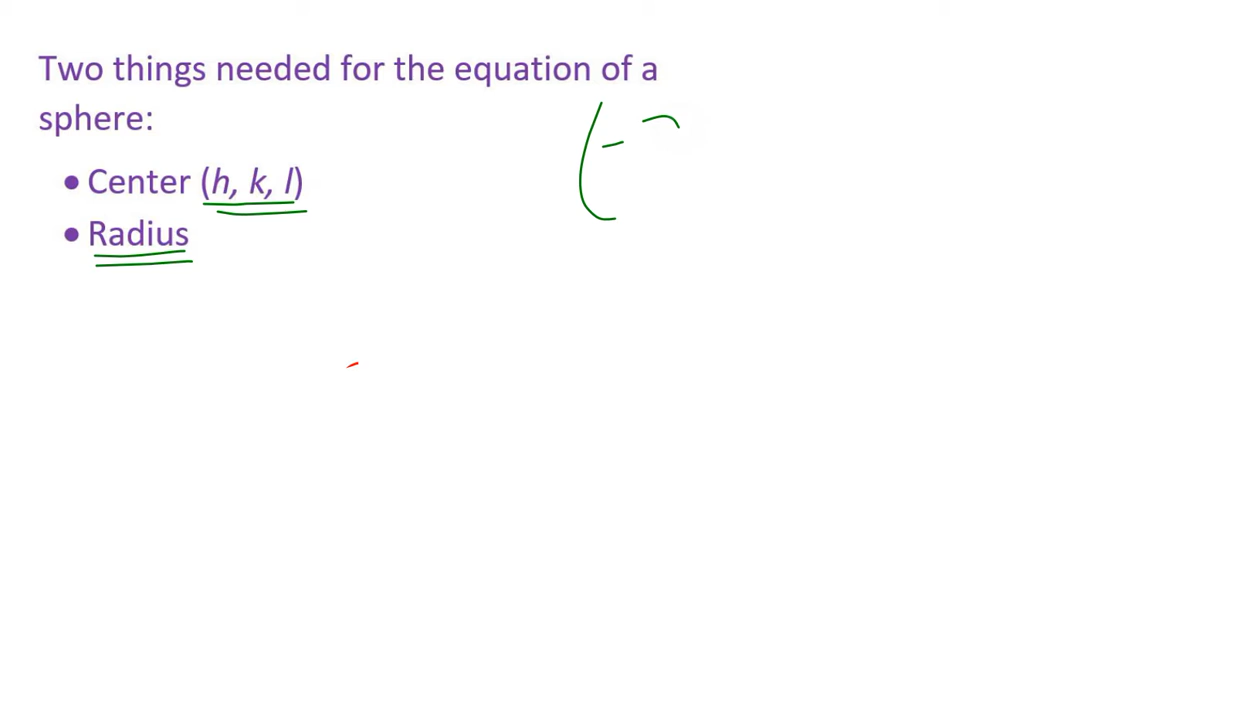 Two things needed for the equation of a
sphere:
• Center (h, k, l)
• Radius
(-